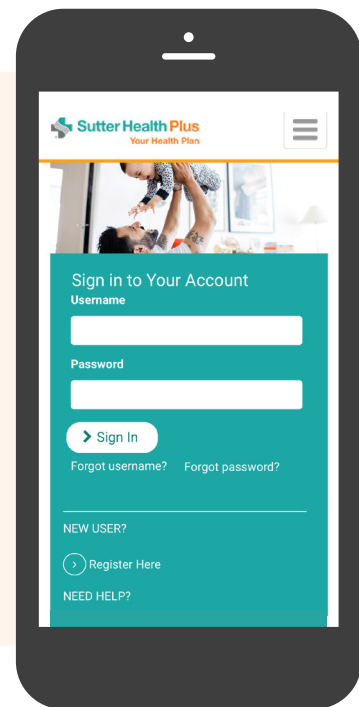 Sutter Health Plus
Your Health Plan
Sign in to Your Account
Username
Password
Sign In
Forgot username? Forgot password?
NEW USER?
Register Here
NEED HELP?